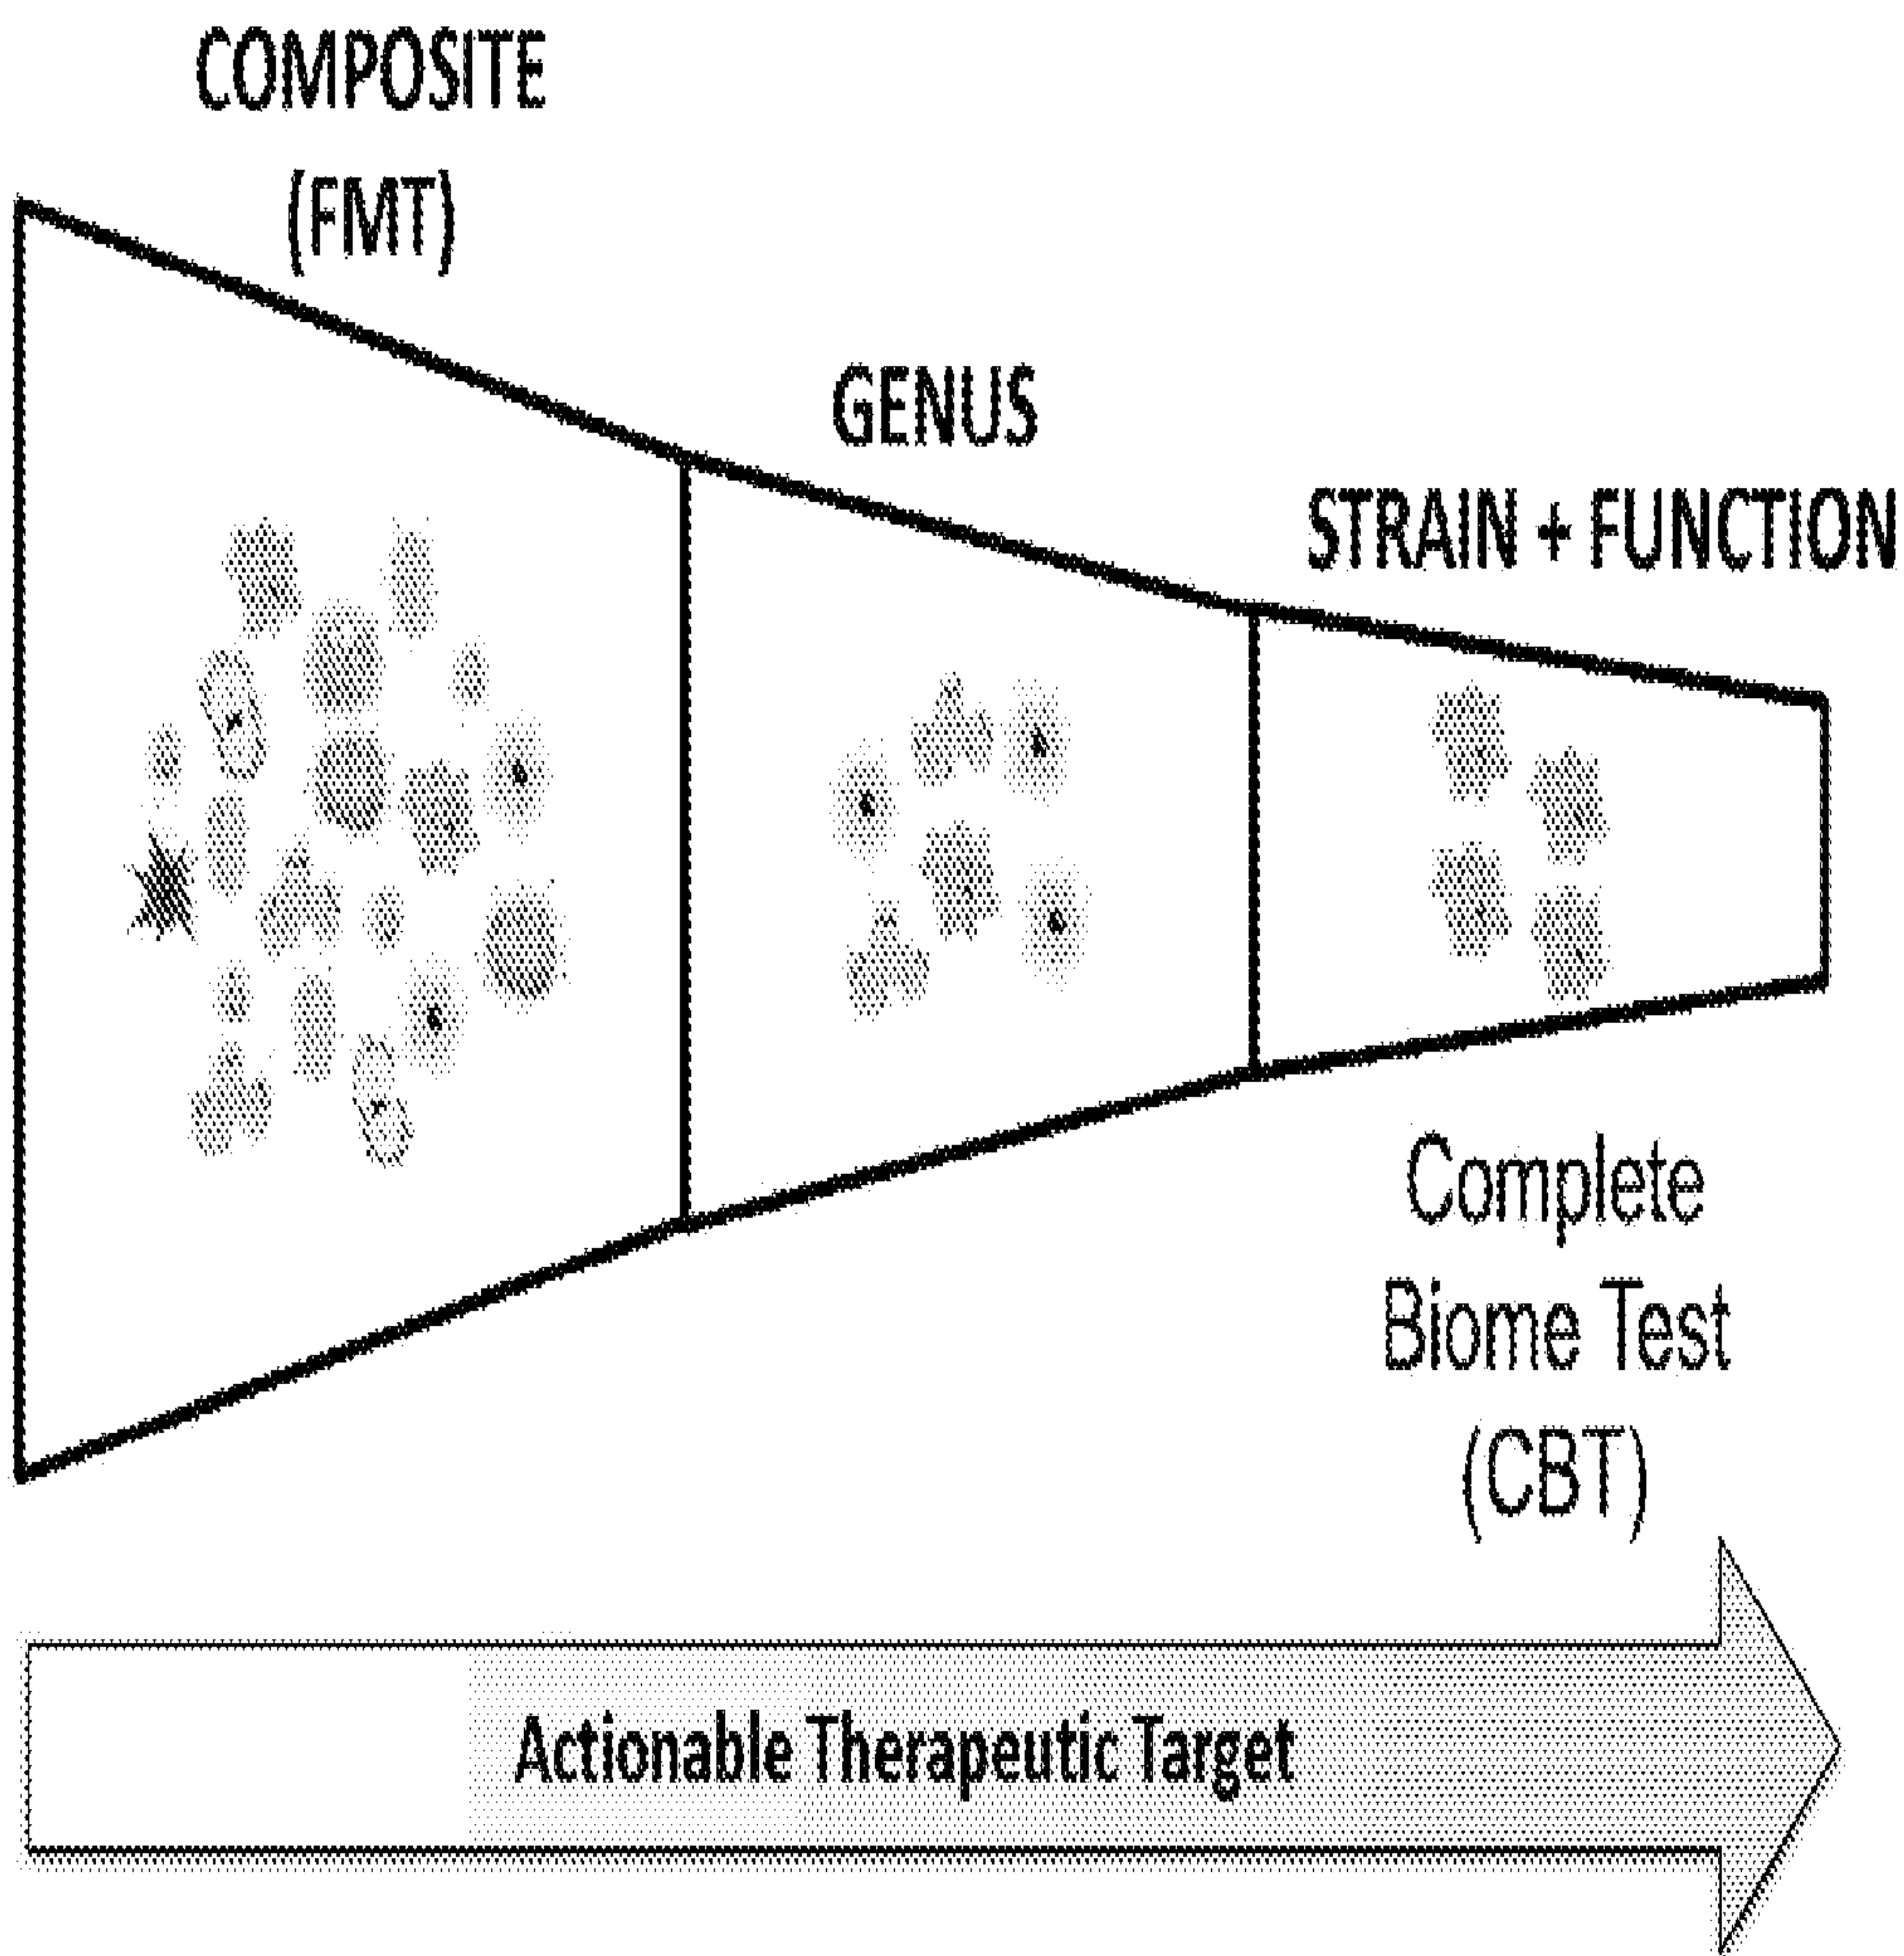 COMPOSITE
(FMT)
GENUS
STRAIN + FUNCTION
Complete
Biome Test
(CBT)
Actionable Therapeutic Target